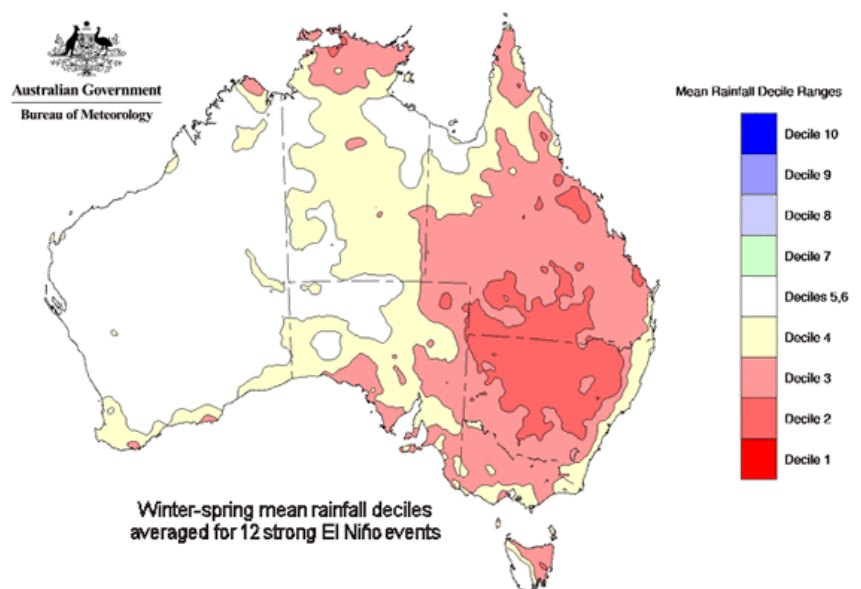 Australian Government
Bureau of Meteorology
Mean Rainfall Decile Ranges
Decile 10
Decile 9
Decile 8
Decile 7
Deciles 5,6
Decile 4
Decile 3
Decile 2
Decile 1
Winter-spring mean rainfall deciles
averaged for 12 strong El Niño events